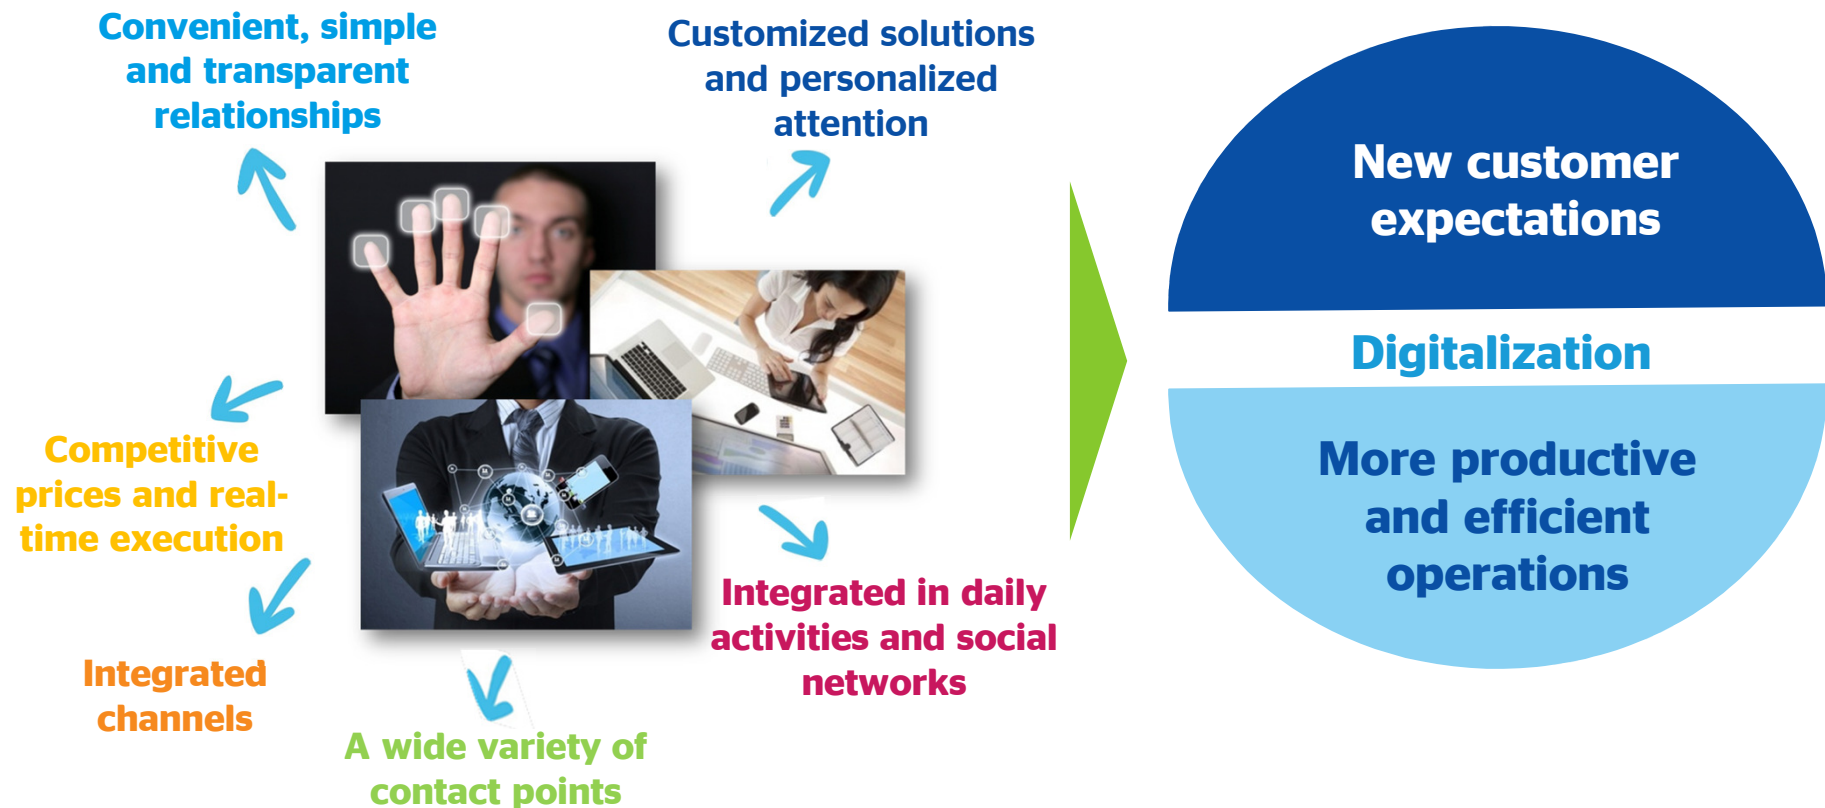 Convenient, simple
and transparent
relationships
Customized solutions
and personalized
attention
Competitive
prices and real-
time execution
Integrated
channels
A wide variety of
contact points
Integrated in daily
activities and social
networks
New customer
expectations
Digitalization
More productive
and efficient
operations